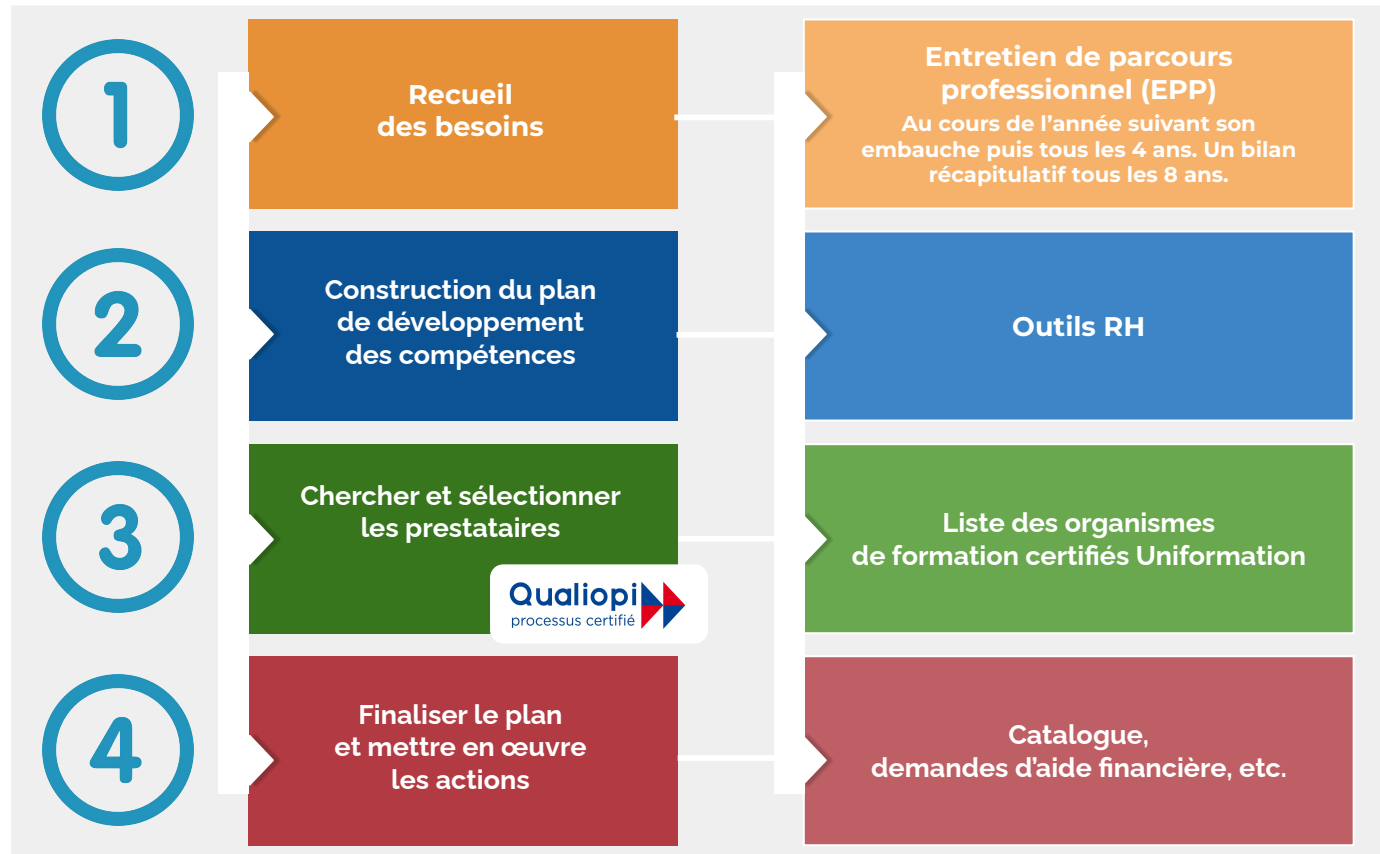 1
Recueil
des besoins
Entretien de parcours
professionnel (EPP)
Au cours de l’année suivant son
embauche puis tous les 4 ans. Un bilan
récapitulatif tous les 8 ans.
2
Construction du plan
de développement
des compétences
Outils RH
3
Chercher et sélectionner
les prestataires
Qualiopi
processus certifié
Liste des organismes
de formation certifiés Uniformation
4
Finaliser le plan
et mettre en œuvre
les actions
Catalogue,
demandes d’aide financière, etc.